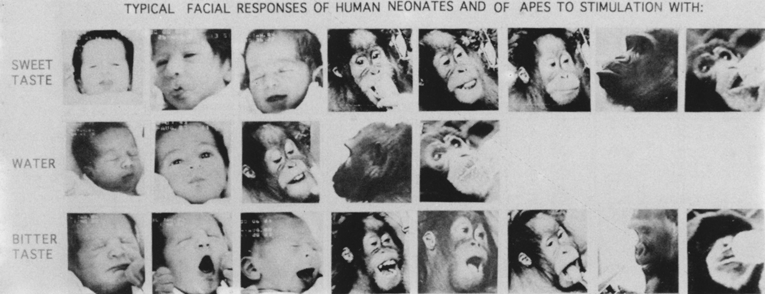 TYPICAL FACIAL RESPONSES OF HUMAN NEONATES AND OF APES TO STIMULATION WITH:
SWEET
TASTE
WATER
BITTER
TASTE